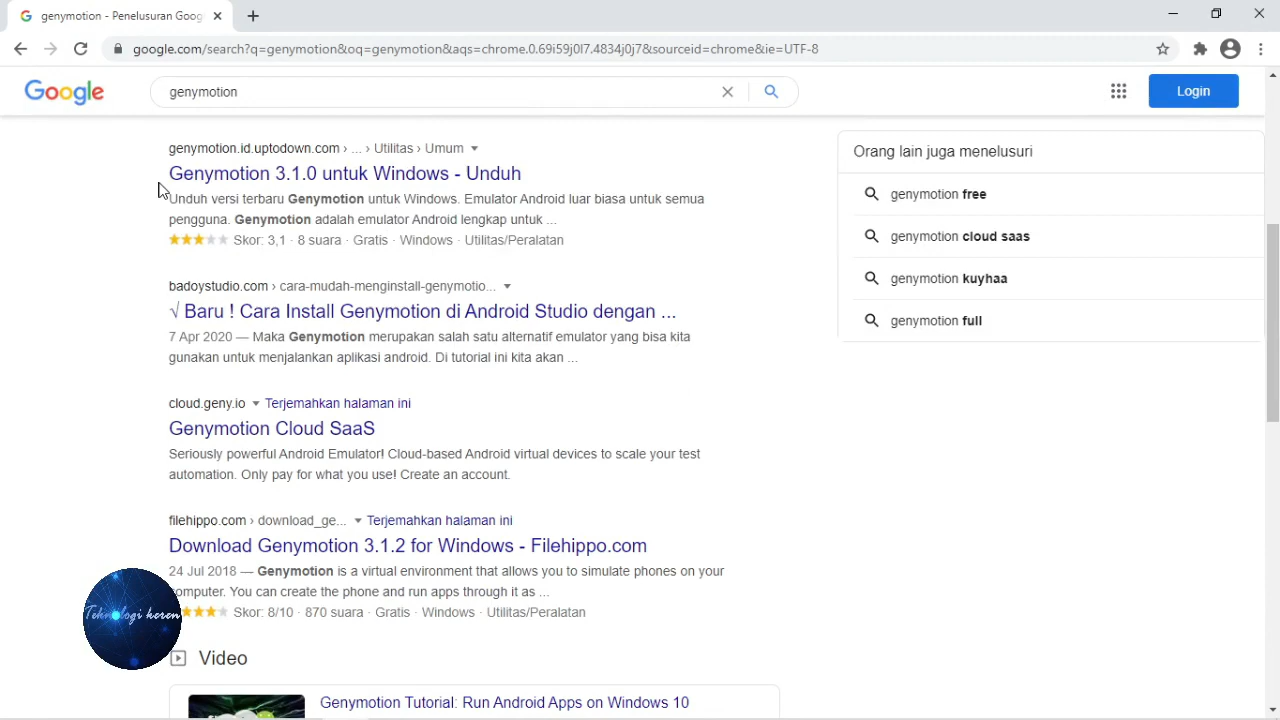 genymotion - Penelusuran Goog
google.com/search?q=genymotion&oq=genymotion&aqs=chrome.0.69i59j0l7.4834j0j7&sourceid=chrome&ie=UTF-8
Google
genymotion
Login
genymotion.id.uptodown.com › ... › Utilitas › Umum
Genymotion 3.1.0 untuk Windows - Unduh
Unduh versi terbaru Genymotion untuk Windows. Emulator Android luar biasa untuk semua
pengguna. Genymotion adalah emulator Android lengkap untuk ...
Skor: 3,1 · 8 suara · Gratis · Windows · Utilitas/Peralatan
badoystudio.com › cara-mudah-menginstall-genymotio...
√ Baru ! Cara Install Genymotion di Android Studio dengan ...
7 Apr 2020 — Maka Genymotion merupakan salah satu alternatif emulator yang bisa kita
gunakan untuk menjalankan aplikasi android. Di tutorial ini kita akan ...
cloud.geny.io Terjemahkan halaman ini
Genymotion Cloud SaaS
Seriously powerful Android Emulator! Cloud-based Android virtual devices to scale your test
automation. Only pay for what you use! Create an account.
filehippo.com › download_ge... Terjemahkan halaman ini
Download Genymotion 3.1.2 for Windows - Filehippo.com
24 Jul 2018 — Genymotion is a virtual environment that allows you to simulate phones on your
computer. You can create the phone and run apps through it as ...
Skor: 8/10 · 870 suara · Gratis · Windows · Utilitas/Peralatan
Teknologi keren
Video
Genymotion Tutorial: Run Android Apps on Windows 10
Orang lain juga menelusuri
genymotion free
genymotion cloud saas
genymotion kuyhaa
genymotion full